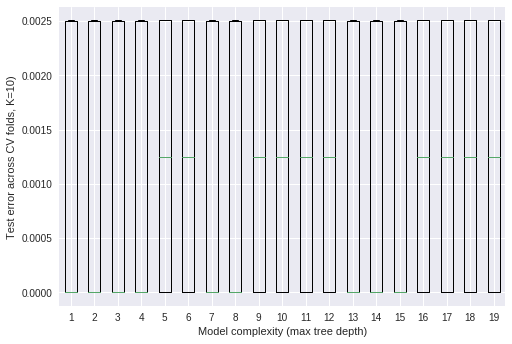 Test error across CV folds, K=10)
0.0025
0.0020
0.0015
0.0010
0.0005
0.0000
1 2 3 4 5 6 7 8 9 10 11 12 13 14 15 16 17 18 19
Model complexity (max tree depth)